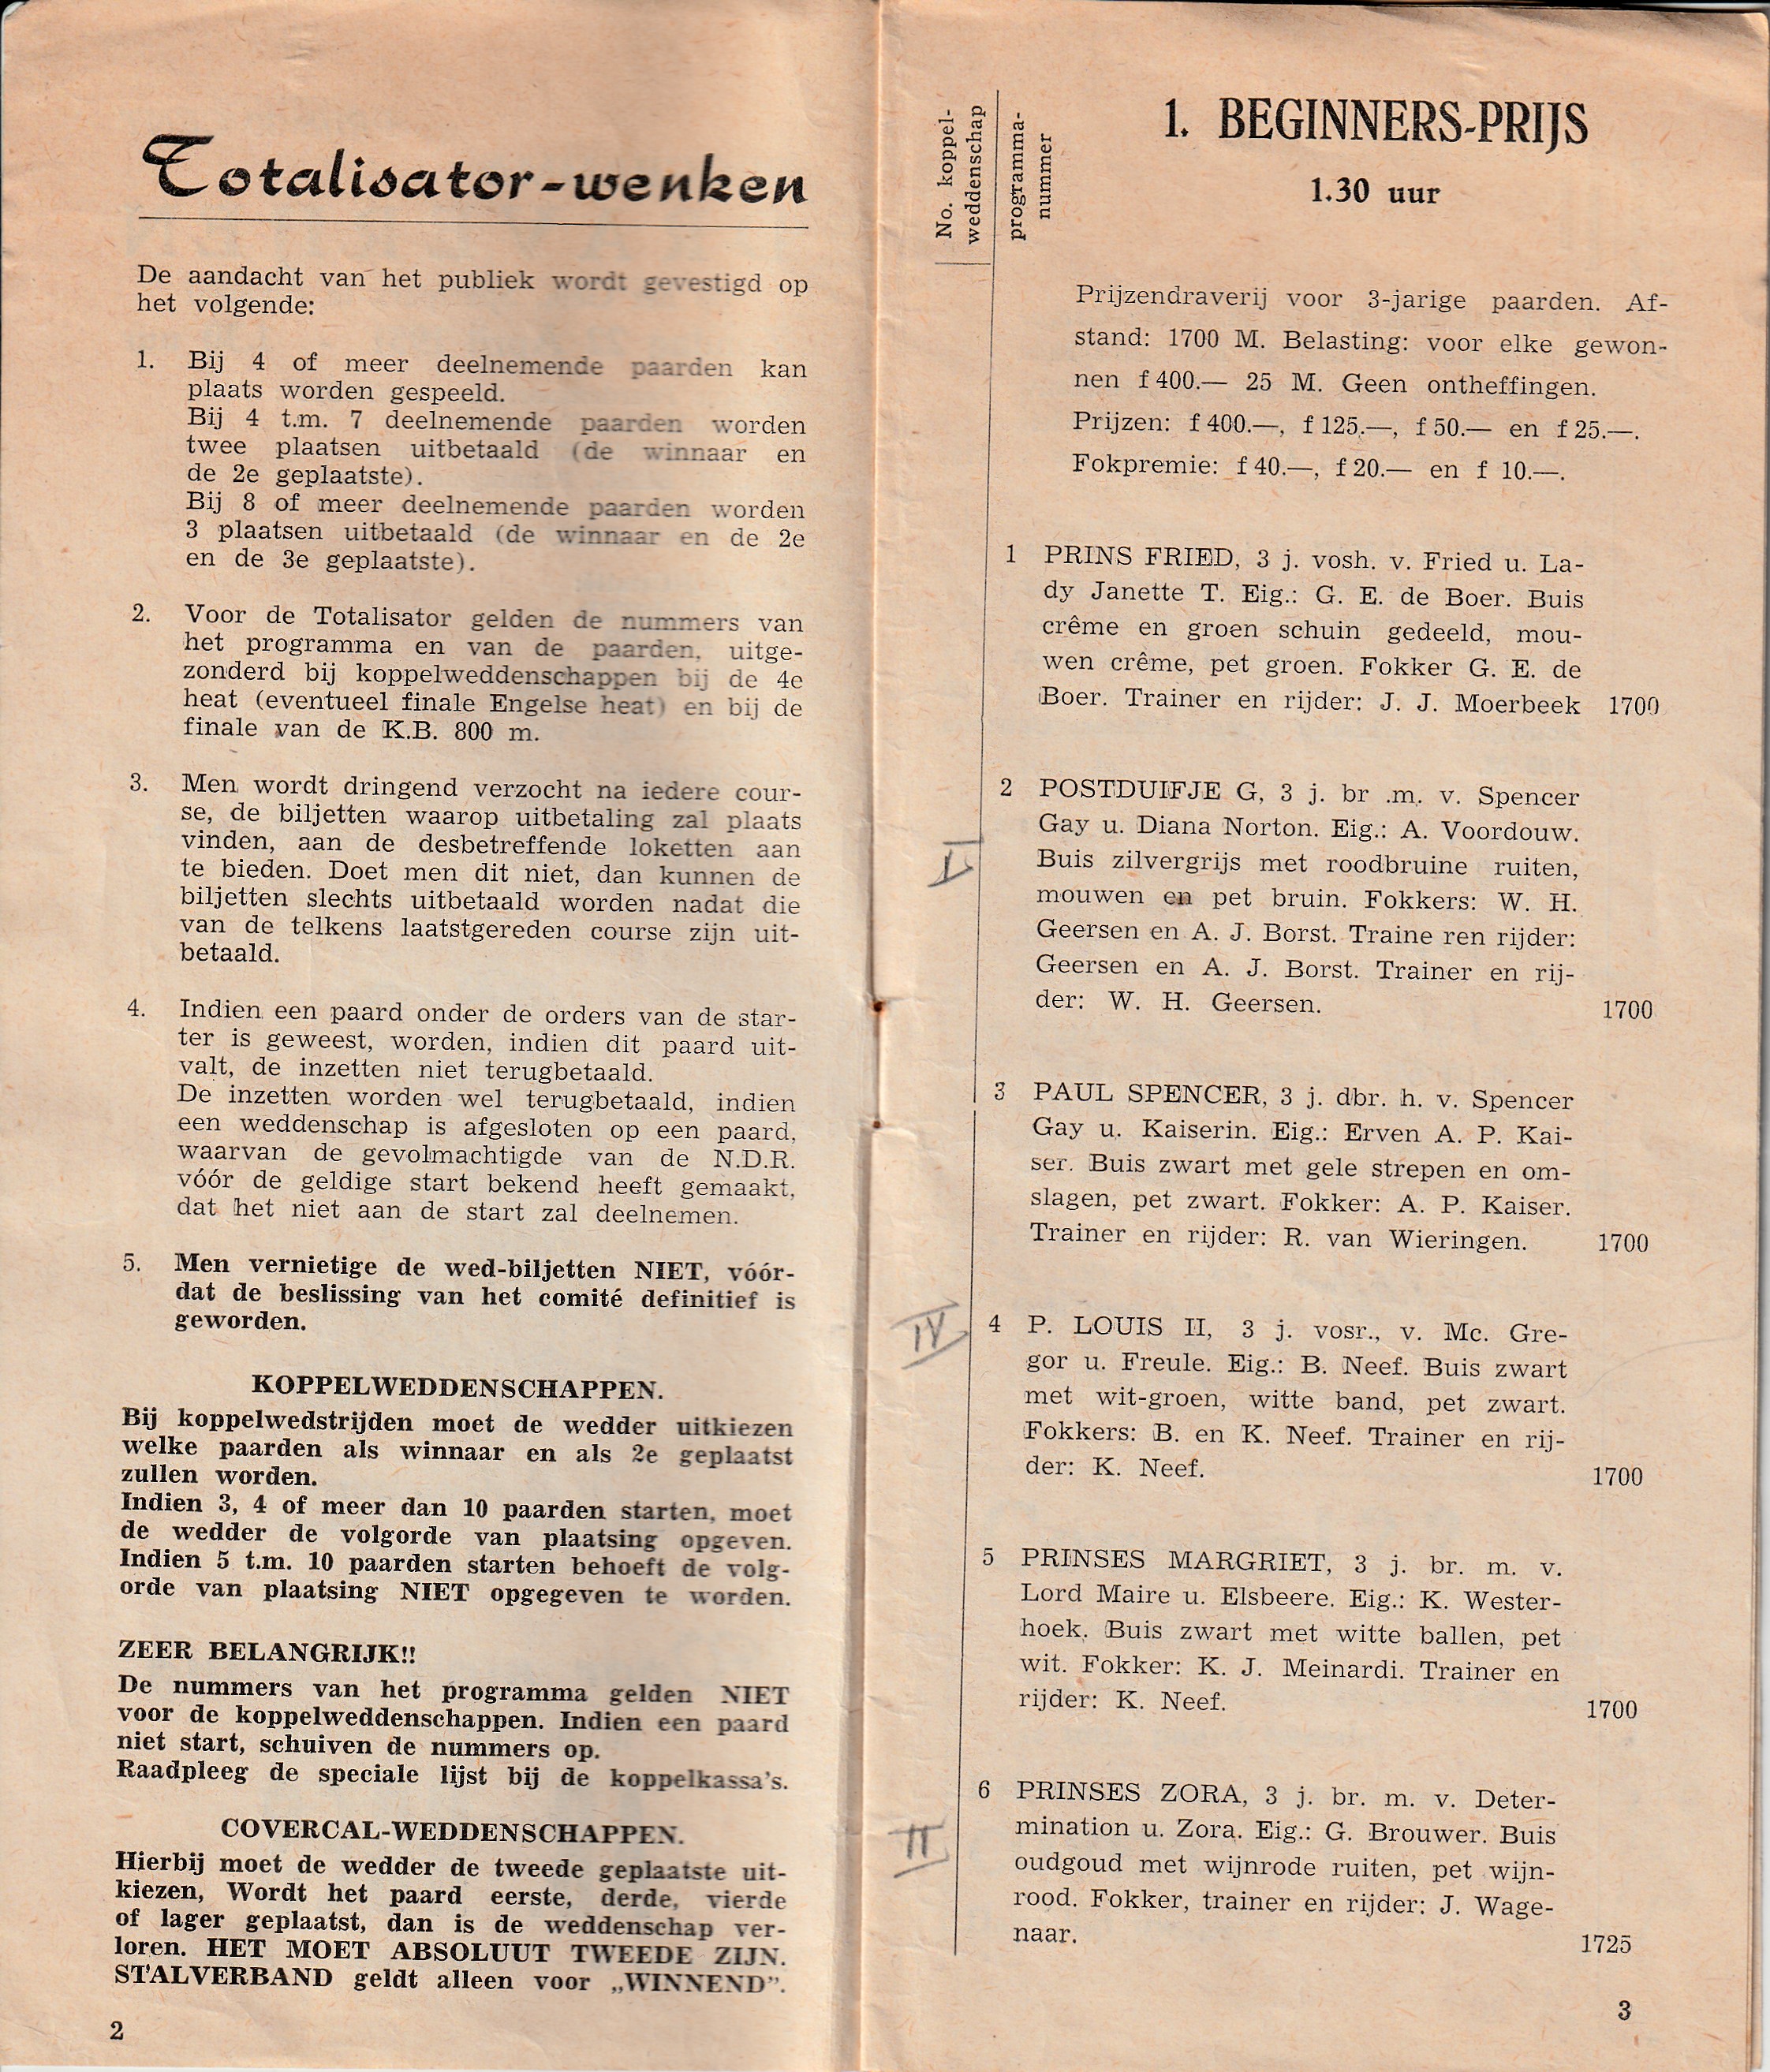 Totalisator-wenken
De aandacht van het publiek wordt gevestigd op
het volgende:
1. Bij 4 of meer deelnemende paarden kan
plaats worden gespeeld.
Bij 4 t.m. 7 deelnemende paarden worden
twee plaatsen uitbetaald (de winnaar en
de 2e geplaatste).
Bij 8 of meer deelnemende paarden worden
3 plaatsen uitbetaald (de winnaar en de 2e
en de 3e geplaatste).
2. Voor de Totalisator gelden de nummers van
het programma en van de paarden, uitge-
zonderd bij koppelweddenschappen bij de 4e
heat (eventueel finale Engelse heat) en bij de
finale van de K.B. 800 m.
3. Men wordt dringend verzocht na iedere cour-
se, de biljetten waarop uitbetaling zal plaats
vinden, aan de desbetreffende loketten aan
te bieden. Doet men dit niet, dan kunnen de
biljetten slechts uitbetaald worden nadat die
van de telkens laatstgereden course zijn uit-
betaald.
4. Indien een paard onder de orders van de star-
ter is geweest, worden, indien dit paard uit-
valt, de inzetten niet terugbetaald.
De inzetten worden wel terugbetaald, indien
een weddenschap is afgesloten op een paard,
waarvan de gevolmachtigde van de N.D.R.
vóór de geldige start bekend heeft gemaakt,
dat het niet aan de start zal deelnemen.
5. Men vernietige de wed-biljetten NIET, vóór-
dat de beslissing van het comité definitief is
geworden.
KOPPELWEDDENSCHAPPEN.
Bij koppelwedstrijden moet de wedder uitkiezen
welke paarden als winnaar en als 2e geplaatst
zullen worden.
Indien 3, 4 of meer dan 10 paarden starten, moet
de wedder de volgorde van plaatsing opgeven.
Indien 5 t.m. 10 paarden starten behoeft de volg-
orde van plaatsing NIET opgegeven te worden.
ZEER BELANGRIJK!!
De nummers van het programma gelden NIET
voor de koppelweddenschappen. Indien een paard
niet start, schuiven de nummers op.
Raadpleeg de speciale lijst bij de koppelkassa's.
COVERCAL-WEDDENSCHAPPEN.
Hierbij moet de wedder de tweede geplaatste uit-
kiezen, Wordt het paard eerste, derde, vierde
of lager geplaatst, dan is de weddenschap ver-
loren. HET MOET ABSOLUUT TWEEDE ZIJN.
STALVERBAND geldt alleen voor „WINNEND”.
2
No. koppel-
weddenschap
programma-
nummer
1. BEGINNERS-PRIJS
1.30 uur
Prijzendraverij voor 3-jarige paarden. Af-
stand: 1700 M. Belasting: voor elke gewon-
nen f 400.— 25 M. Geen ontheffingen.
Prijzen: f 400.—, f 125.—, f 50.— en f 25.—.
Fokpremie: f 40.—, f 20.— en f 10.—.
1 PRINS FRIED, 3 j. vosh. v. Fried u. La-
dy Janette T. Eig.: G. E. de Boer. Buis
crême en groen schuin gedeeld, mou-
wen crême, pet groen. Fokker G. E. de
Boer. Trainer en rijder: J. J. Moerbeek 1700
2 POSTDUIFJE G, 3 j. br .m. v. Spencer
Gay u. Diana Norton. Eig.: A. Voordouw.
I Buis zilvergrijs met roodbruine ruiten,
mouwen en pet bruin. Fokkers: W. H.
Geersen en A. J. Borst. Traine ren rijder:
Geersen en A. J. Borst. Trainer en rij-
der: W. H. Geersen. 1700
3 PAUL SPENCER, 3 j. dbr. h. v. Spencer
Gay u. Kaiserin. Eig.: Erven A. P. Kai-
ser. Buis zwart met gele strepen en om-
slagen, pet zwart. Fokker: A. P. Kaiser.
Trainer en rijder: R. van Wieringen. 1700
IV 4 P. LOUIS II, 3 j. vosr., v. Mc. Gre-
gor u. Freule. Eig.: B. Neef. Buis zwart
met wit-groen, witte band, pet zwart.
Fokkers: B. en K. Neef. Trainer en rij-
der: K. Neef. 1700
5 PRINSES MARGRIET, 3 j. br. m. v.
Lord Maire u. Elsbeere. Eig.: K. Wester-
hoek. Buis zwart met witte ballen, pet
wit. Fokker: K. J. Meinardi. Trainer en
rijder: K. Neef. 1700
6 PRINSES ZORA, 3 j. br. m. v. Deter-
II mination u. Zora. Eig.: G. Brouwer. Buis
oudgoud met wijnrode ruiten, pet wijn-
rood. Fokker, trainer en rijder: J. Wage-
naar. 1725
3